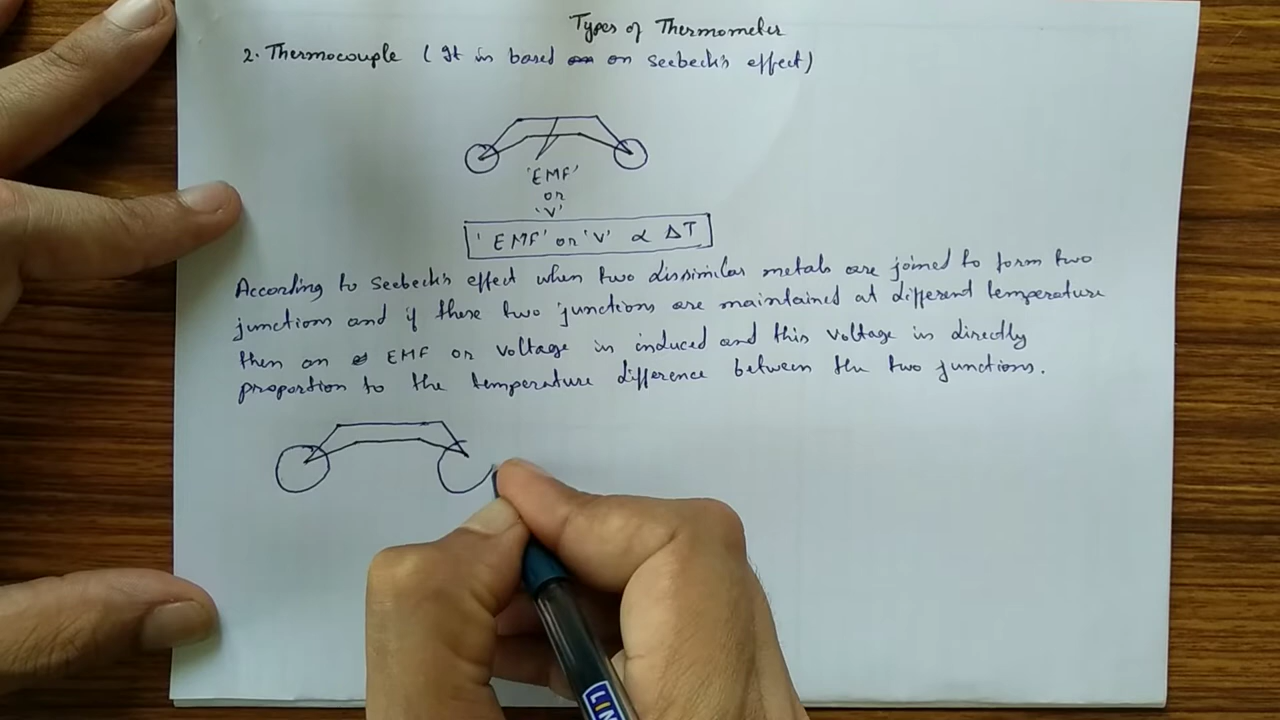 Types of Thermometer
2. Thermocouple (It is based on on Seebeck's effect)
'EMF'
or
'V'
'EMF' or 'V' ∝ ΔT
According to Seebeck's effect when two dissimilar metals are joined to form two
junctions and if these two junctions are maintained at different temperature
then an EMF or voltage is induced and this voltage is directly
proportion to the temperature difference between the two junctions.
LIN